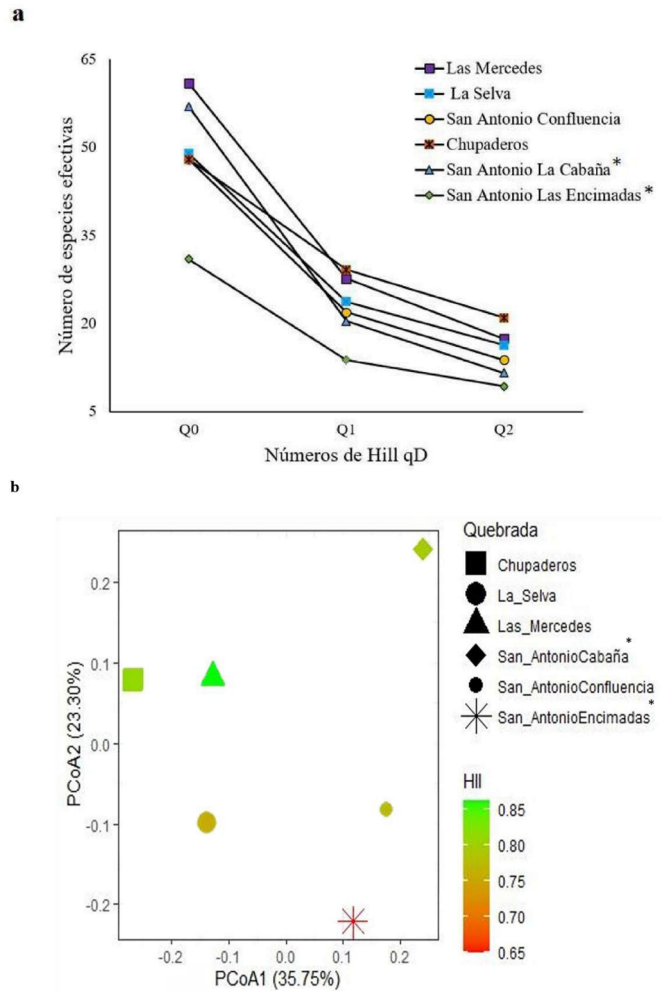 a
65
50
35
20
5
Número de especies efectivas
Las Mercedes
La Selva
San Antonio Confluencia
Chupaderos
San Antonio La Cabaña*
San Antonio Las Encimadas*
Q0 Q1 Q2
Números de Hill qD
b
0.2
0.1
0.0
-0.1
-0.2
PCoA2 (23.30%)
-0.2 -0.1 0.0 0.1 0.2
PCoA1 (35.75%)
Quebrada
Chupaderos
La_Selva
Las_Mercedes
San_AntonioCabaña*
San_AntonioConfluencia
San_AntonioEncimadas*
HII
0.85
0.80
0.75
0.70
0.65